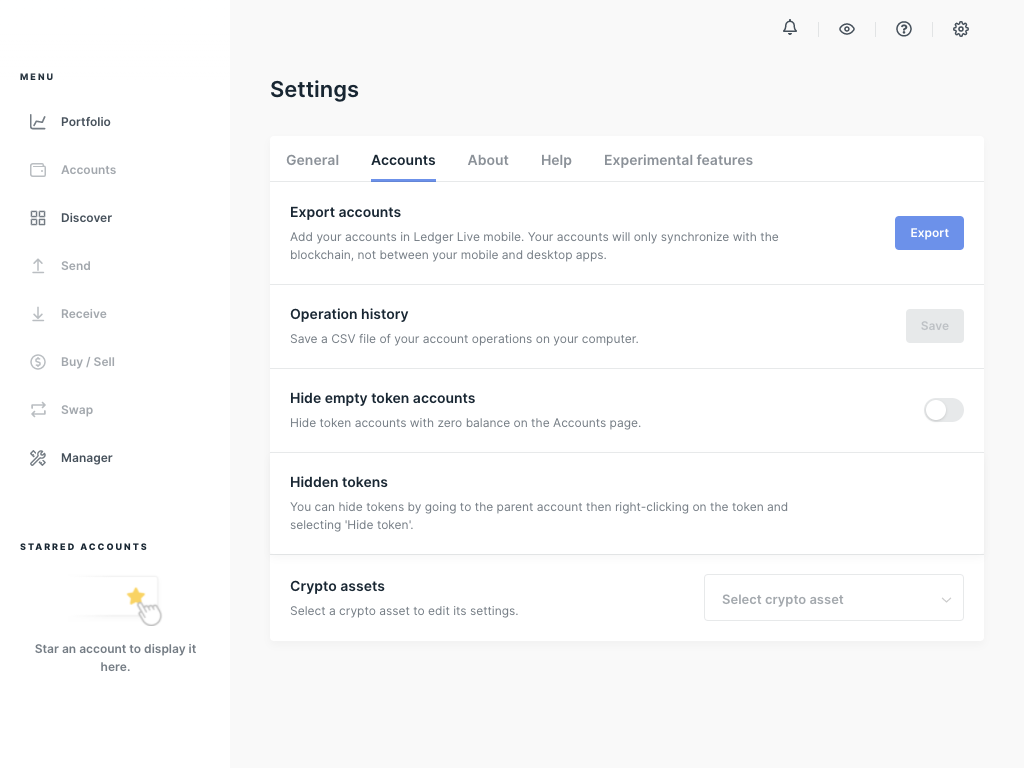 MENU
Portfolio
Accounts
Discover
Send
Receive
Buy / Sell
Swap
Manager
STARRED ACCOUNTS
Star an account to display it
here.
Settings
General Accounts About Help Experimental features
Export accounts
Add your accounts in Ledger Live mobile. Your accounts will only synchronize with the
blockchain, not between your mobile and desktop apps.
Export
Operation history
Save a CSV file of your account operations on your computer.
Save
Hide empty token accounts
Hide token accounts with zero balance on the Accounts page.
Hidden tokens
You can hide tokens by going to the parent account then right-clicking on the token and
selecting 'Hide token'.
Crypto assets
Select a crypto asset to edit its settings.
Select crypto asset